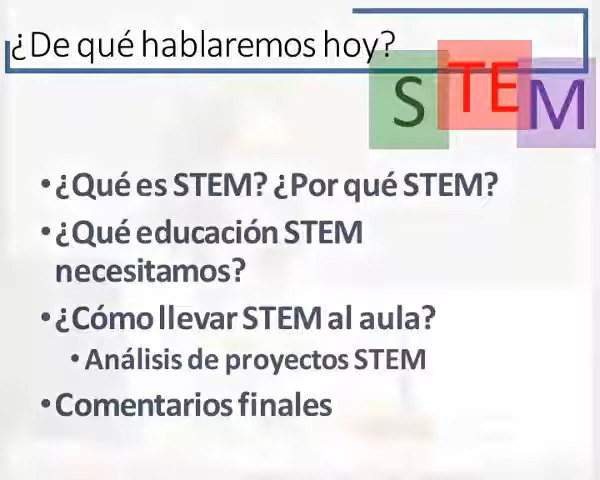 ¿De qué hablaremos hoy?
STEM
•¿Qué es STEM? ¿Por qué STEM?
•¿Qué educación STEM
necesitamos?
•¿Cómo llevar STEM al aula?
•Análisis de proyectos STEM
•Comentarios finales